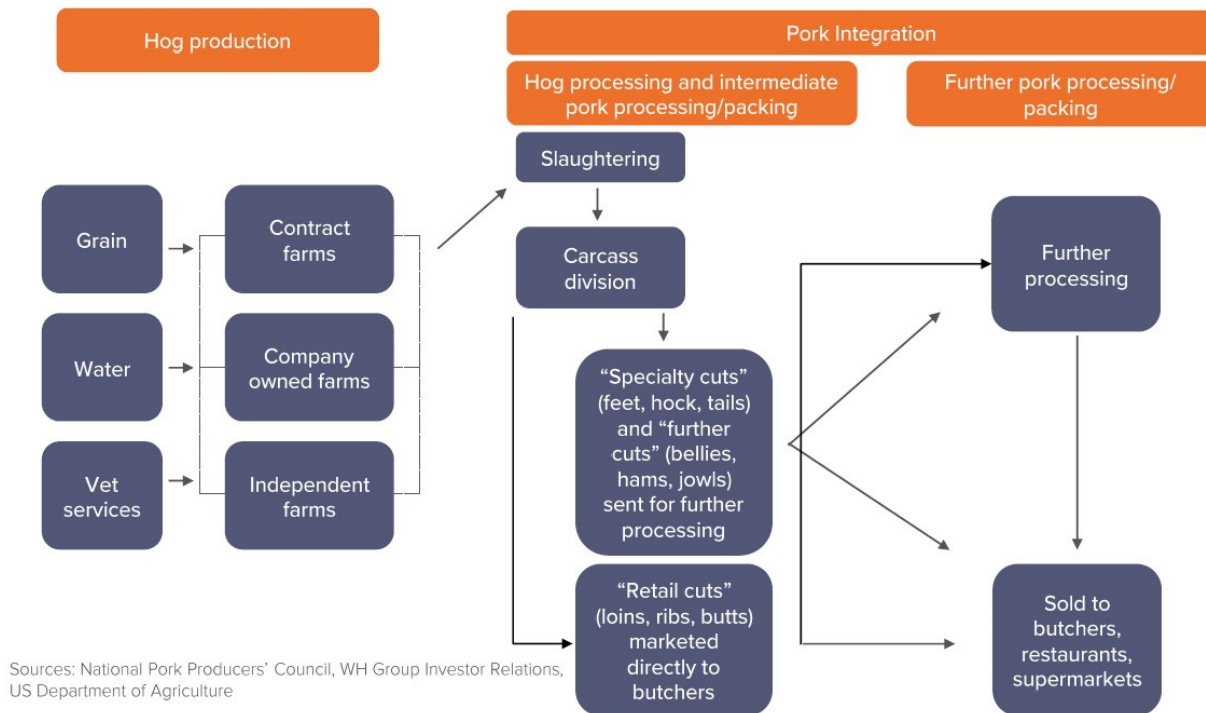 Hog production
Pork Integration
Hog processing and intermediate
pork processing/packing
Further pork processing/
packing
Slaughtering
Grain
Contract
farms
Carcass
division
Further
processing
Water
Company
owned farms
“Specialty cuts”
(feet, hock, tails)
and “further
cuts” (bellies,
hams, jowls)
sent for further
processing
Vet
services
Independent
farms
“Retail cuts”
(loins, ribs, butts)
marketed
directly to
butchers
Sold to
butchers,
restaurants,
supermarkets
Sources: National Pork Producers’ Council, WH Group Investor Relations,
US Department of Agriculture